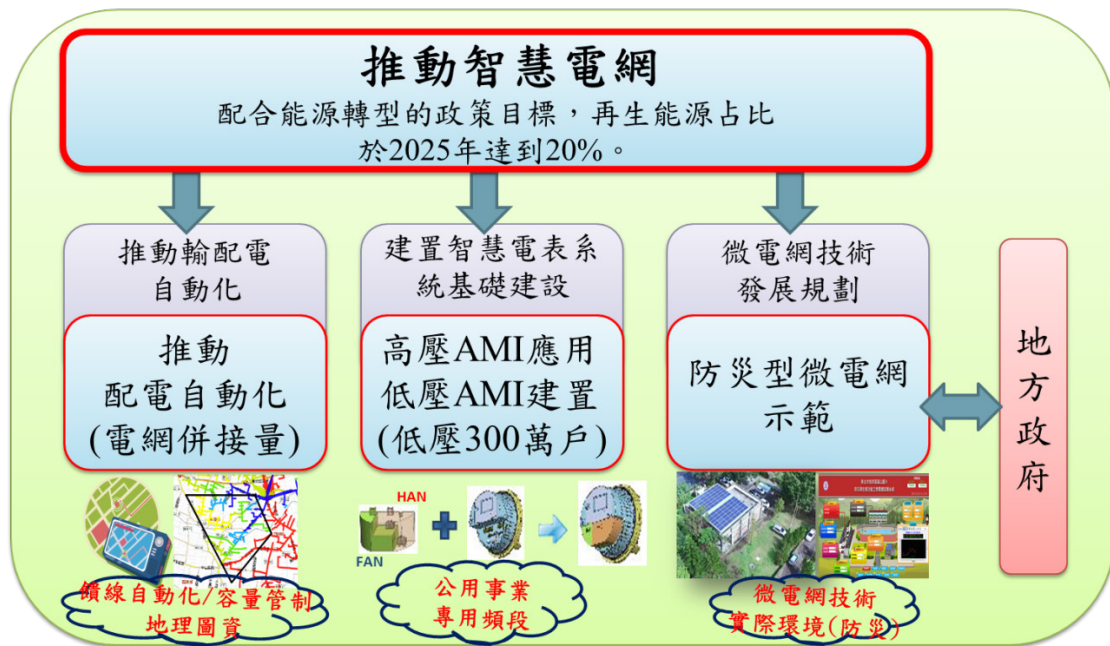 推動智慧電網
配合能源轉型的政策目標，再生能源占比
於2025年達到20%。
推動輸配電
自動化
推動
配電自動化
(電網併接量)
饋線自動化/容量管制
地理圖資
建置智慧電表系
統基礎建設
高壓AMI應用
低壓AMI建置
(低壓300萬戶)
HAN
FAN
公用事業
專用頻段
微電網技術
發展規劃
防災型微電網
示範
微電網技術
實際環境(防災)
地方政府